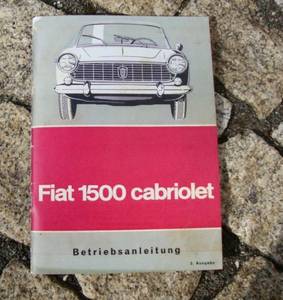 Fiat 1500 cabriolet
Betriebsanleitung
2. Ausgabe